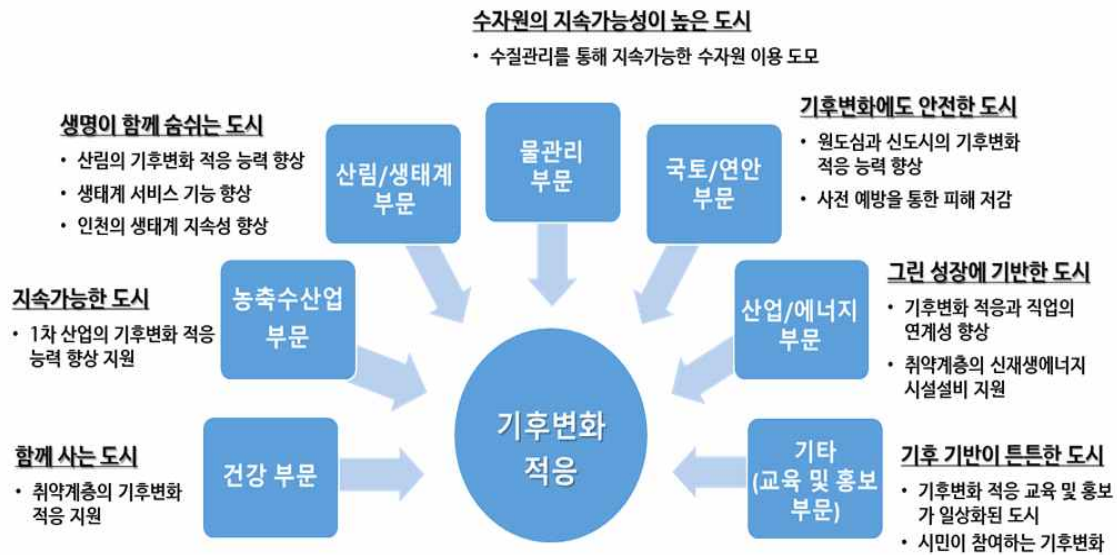 수자원의 지속가능성이 높은 도시
• 수질관리를 통해 지속가능한 수자원 이용 도모
생명이 함께 숨쉬는 도시
• 산림의 기후변화 적응 능력 향상
• 생태계 서비스 기능 향상
• 인천의 생태계 지속성 향상
산림/생태계
부문
물관리
부문
국토/연안
부문
기후변화에도 안전한 도시
• 원도심과 신도시의 기후변화
적응 능력 향상
• 사전 예방을 통한 피해 저감
지속가능한 도시
• 1차 산업의 기후변화 적응
능력 향상 지원
농축수산업
부문
산업/에너지
부문
그린 성장에 기반한 도시
• 기후변화 적응과 직업의
연계성 향상
• 취약계층의 신재생에너지
시설설비 지원
함께 사는 도시
• 취약계층의 기후변화
적응 지원
건강 부문
기후변화
적응
기타
(교육 및 홍보
부문)
기후 기반이 튼튼한 도시
• 기후변화 적응 교육 및 홍보
가 일상화된 도시
• 시민이 참여하는 기후변화